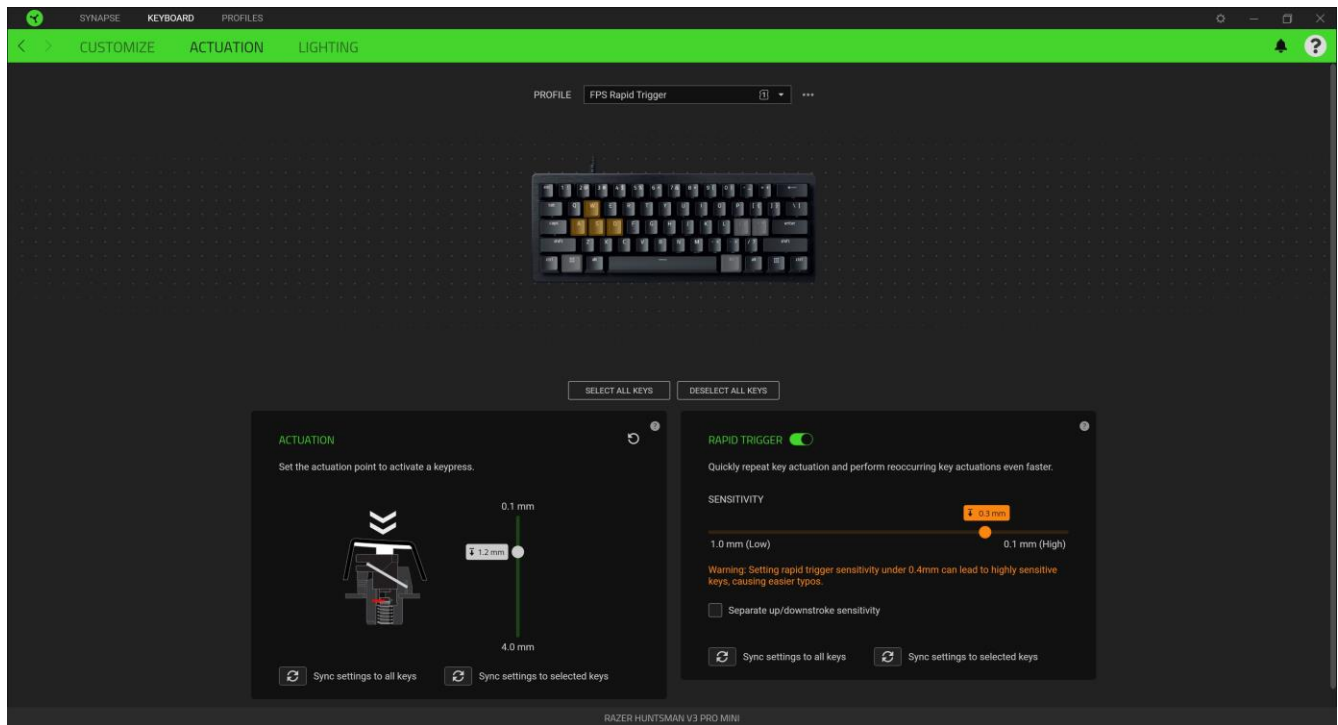 SYNAPSE KEYBOARD PROFILES
CUSTOMIZE ACTUATION LIGHTING
PROFILE FPS Rapid Trigger 1
SELECT ALL KEYS DESELECT ALL KEYS
ACTUATION
Set the actuation point to activate a keypress.
0.1 mm
1.2 mm
4.0 mm
Sync settings to all keys Sync settings to selected keys
RAPID TRIGGER
Quickly repeat key actuation and perform reoccurring key actuations even faster.
SENSITIVITY
0.3 mm
1.0 mm (Low) 0.1 mm (High)
Warning: Setting rapid trigger sensitivity under 0.4mm can lead to highly sensitive
keys, causing easier typos.
Separate up/downstroke sensitivity
Sync settings to all keys Sync settings to selected keys
RAZER HUNTSMAN V3 PRO MINI